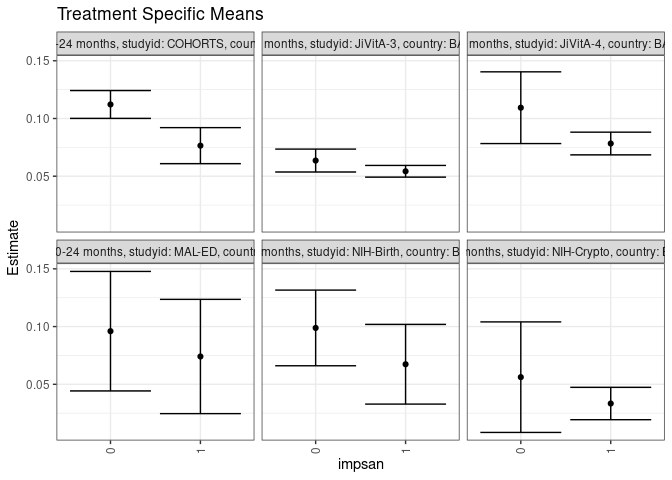 Treatment Specific Means
-24 months, studyid: COHORTS, coun
months, studyid: JiVitA-3, country: BA
months, studyid: JiVitA-4, country: BA
0.15
0.10
0.05
Estimate
0-24 months, studyid: MAL-ED, countr
months, studyid: NIH-Birth, country: B
months, studyid: NIH-Crypto, country: B
0.15
0.10
0.05
0 1 0 1 0 1
impsan